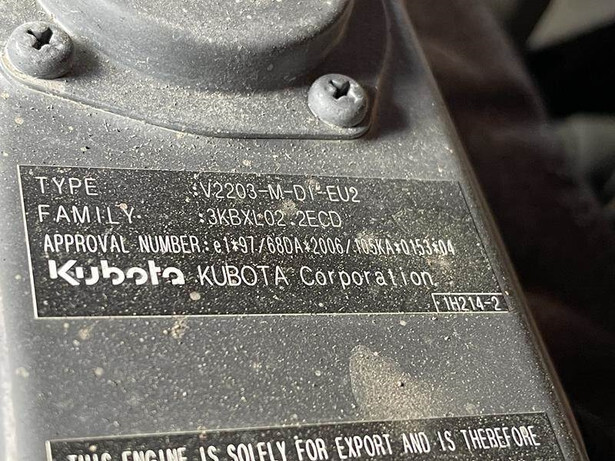 TYPE :V2203-M-DI-EU2
FAMILY :3KBXL02.2ECD
APPROVAL NUMBER:e1*97/68DA*2006/105KA*0153*04
Kubota KUBOTA Corporation
1H214-2
THIS ENGINE IS SOLELY FOR EXPORT AND IS THEREFORE